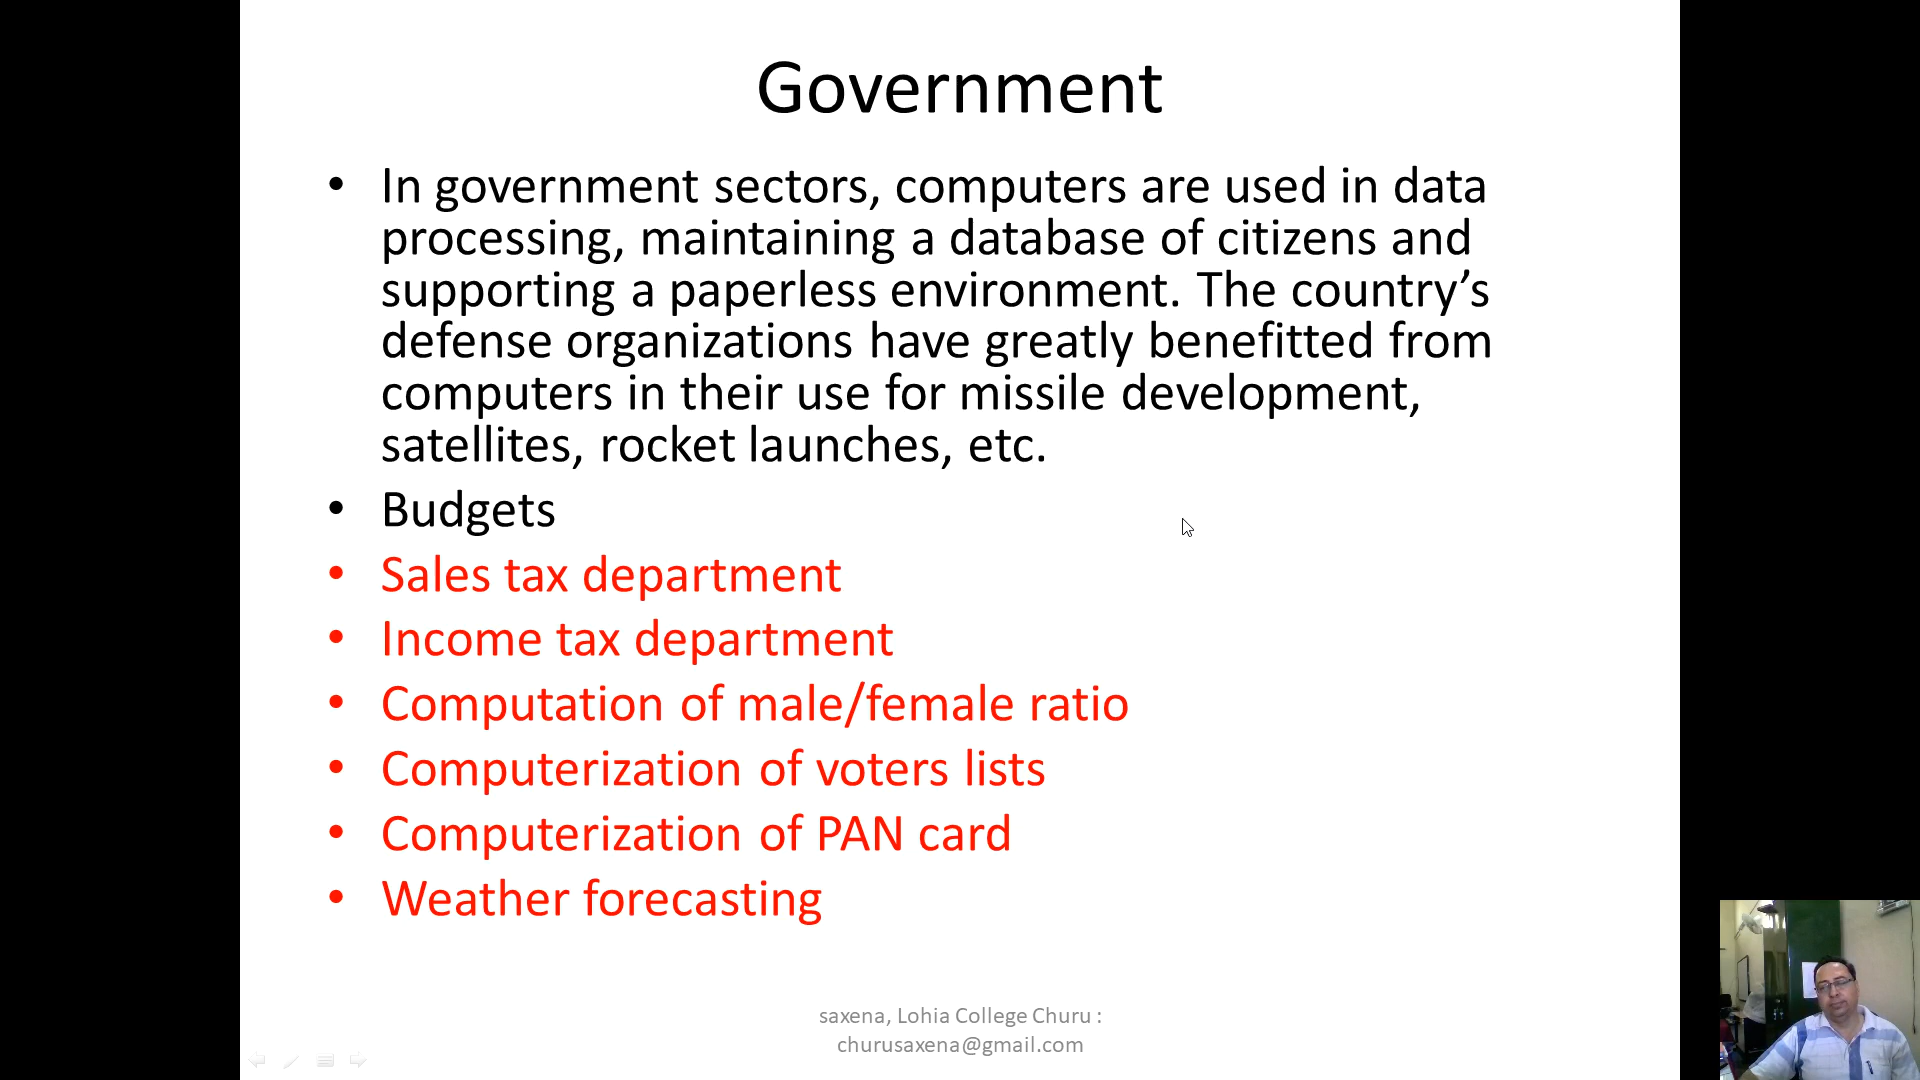 Government
• In government sectors, computers are used in data
processing, maintaining a database of citizens and
supporting a paperless environment. The country’s
defense organizations have greatly benefitted from
computers in their use for missile development,
satellites, rocket launches, etc.
• Budgets
• Sales tax department
• Income tax department
• Computation of male/female ratio
• Computerization of voters lists
• Computerization of PAN card
• Weather forecasting
saxena, Lohia College Churu :
churusaxena@gmail.com